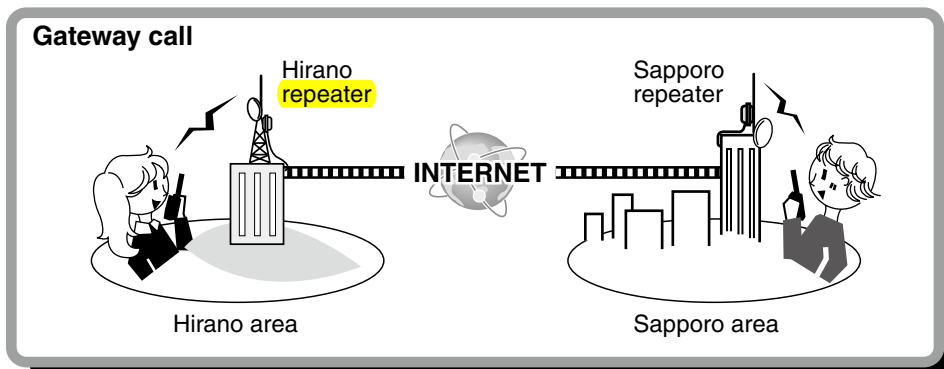 Gateway call
Hirano
repeater
Sapporo
repeater
INTERNET
Hirano area
Sapporo area